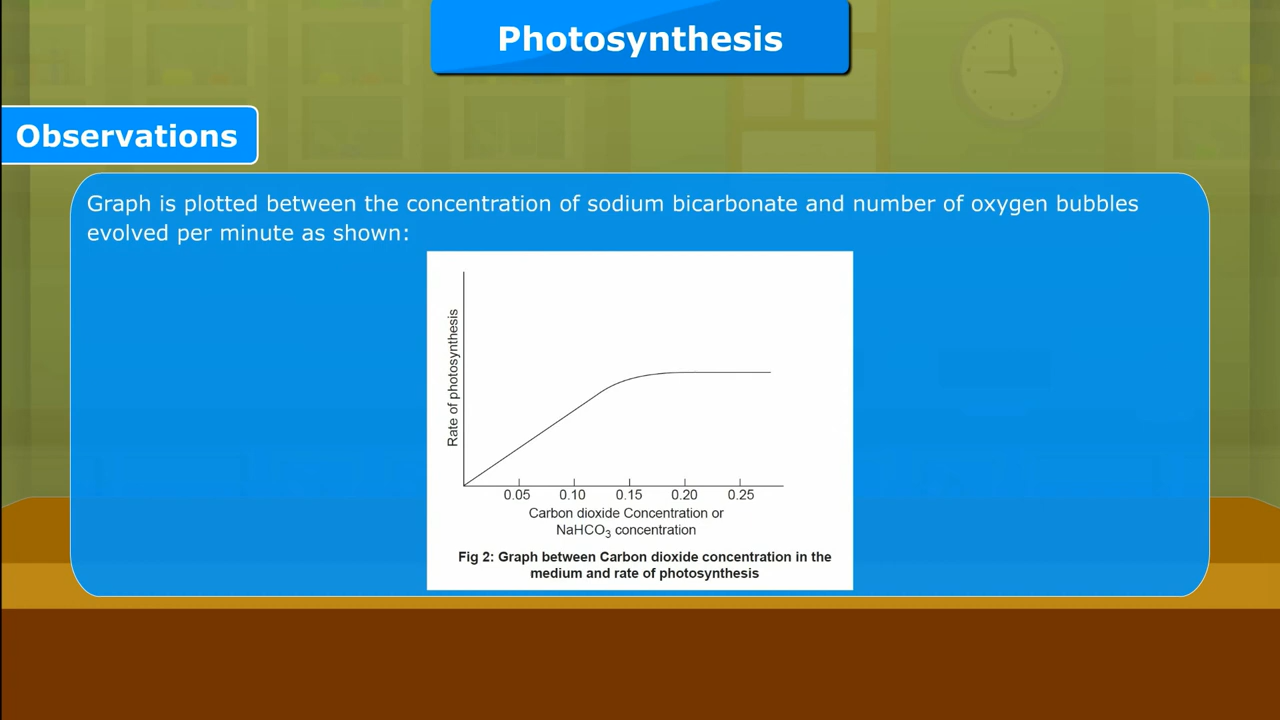 Photosynthesis
Observations
Graph is plotted between the concentration of sodium bicarbonate and number of oxygen bubbles
evolved per minute as shown:
Rate of photosynthesis
0.05 0.10 0.15 0.20 0.25
Carbon dioxide Concentration or
NaHCO₃ concentration
Fig 2: Graph between Carbon dioxide concentration in the
medium and rate of photosynthesis